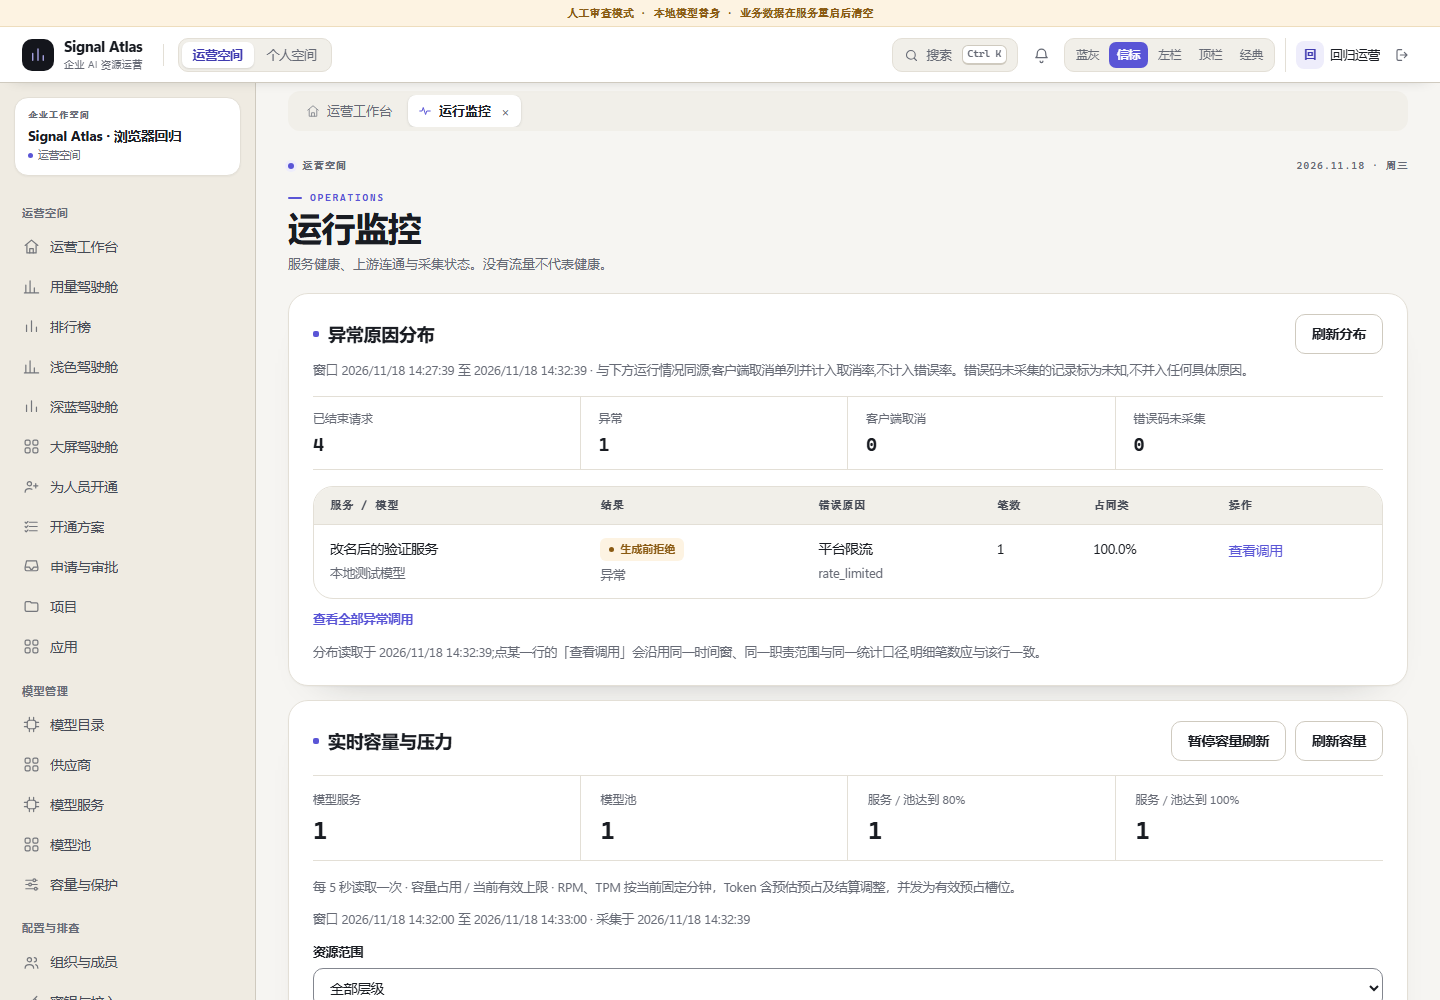 人工审查模式 · 本地模型替身 · 业务数据在服务重启后清空
Signal Atlas
企业 AI 资源运营
运营空间
个人空间
搜索 Ctrl K
蓝灰
信标
左栏
顶栏
经典
回 回归运营
企业工作空间
Signal Atlas · 浏览器回归
运营空间
运营空间
运营工作台
用量驾驶舱
排行榜
浅色驾驶舱
深蓝驾驶舱
大屏驾驶舱
为人员开通
开通方案
申请与审批
项目
应用
模型管理
模型目录
供应商
模型服务
模型池
容量与保护
配置与排查
组织与成员
运营工作台
运行监控 ×
运营空间
2026.11.18 · 周三
OPERATIONS
运行监控
服务健康、上游连通与采集状态。没有流量不代表健康。
异常原因分布
刷新分布
窗口 2026/11/18 14:27:39 至 2026/11/18 14:32:39 · 与下方运行情况同源;客户端取消单列并计入取消率,不计入错误率。错误码未采集的记录标为未知,不并入任何具体原因。
已结束请求
4
异常
1
客户端取消
0
错误码未采集
0
服务 / 模型 结果 错误原因 笔数 占同类 操作
改名后的验证服务 生成前拒绝 平台限流 1 100.0% 查看调用
本地测试模型 异常 rate_limited
查看全部异常调用
分布读取于 2026/11/18 14:32:39;点某一行的「查看调用」会沿用同一时间窗、同一职责范围与同一统计口径,明细笔数应与该行一致。
实时容量与压力
暂停容量刷新
刷新容量
模型服务
1
模型池
1
服务 / 池达到 80%
1
服务 / 池达到 100%
1
每 5 秒读取一次 · 容量占用 / 当前有效上限 · RPM、TPM 按当前固定分钟，Token 含预估预占及结算调整，并发为有效预占槽位。
窗口 2026/11/18 14:32:00 至 2026/11/18 14:33:00 · 采集于 2026/11/18 14:32:39
资源范围
全部层级